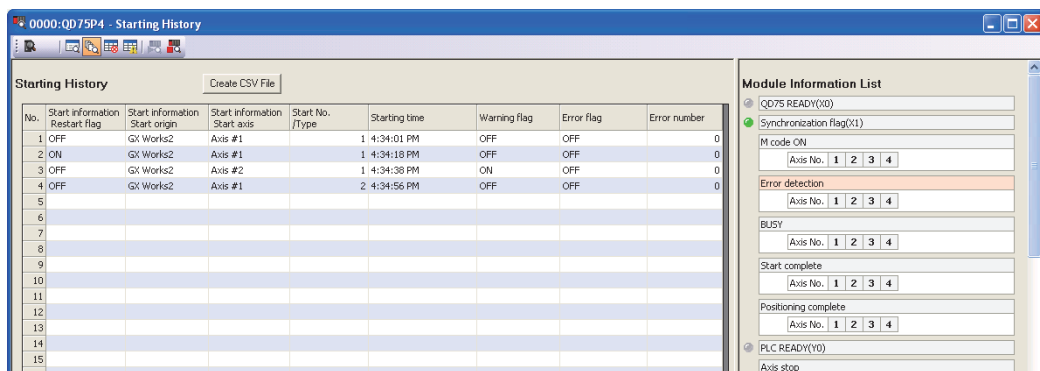 0000:QD75P4 - Starting History
Starting History
Create CSV File
No. Start information Restart flag Start information Start origin Start information Start axis Start No. /Type Starting time Warning flag Error flag Error number
1 OFF GX Works2 Axis #1 1 4:34:01 PM OFF OFF 0
2 ON GX Works2 Axis #1 1 4:34:18 PM OFF OFF 0
3 OFF GX Works2 Axis #2 1 4:34:38 PM ON OFF 0
4 OFF GX Works2 Axis #1 2 4:34:56 PM OFF OFF 0
5
6
7
8
9
10
11
12
13
14
15
Module Information List
QD75 READY(X0)
Synchronization flag(X1)
M code ON
Axis No. 1 2 3 4
Error detection
Axis No. 1 2 3 4
BUSY
Axis No. 1 2 3 4
Start complete
Axis No. 1 2 3 4
Positioning complete
Axis No. 1 2 3 4
PLC READY(Y0)
Axis stop